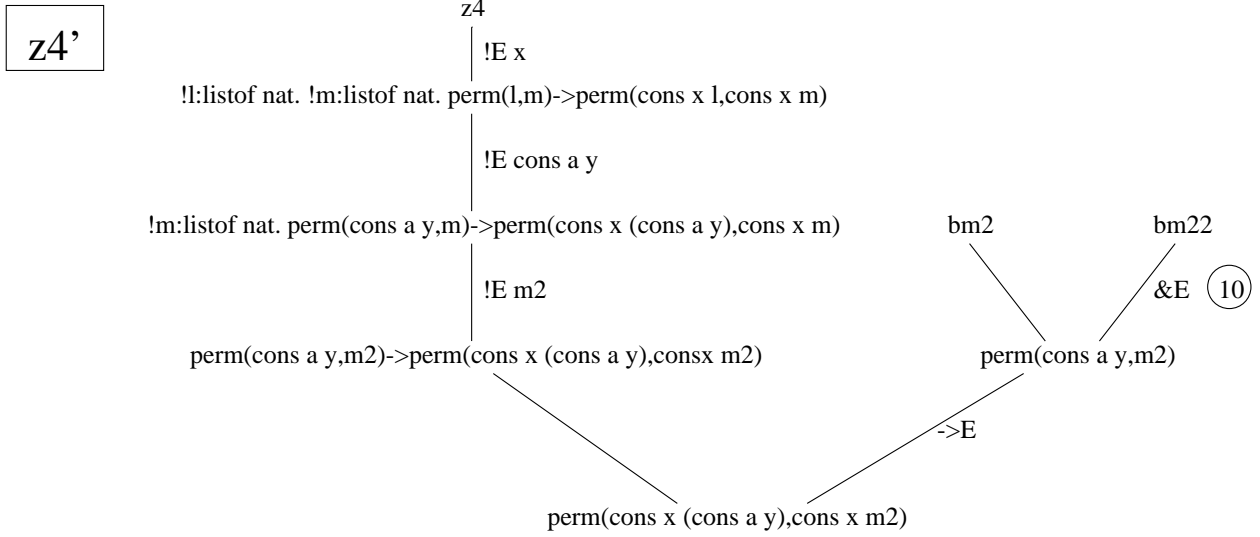 z4
z4’
!E x
!l:listof nat. !m:listof nat. perm(l,m)->perm(cons x l,cons x m)
!E cons a y
!m:listof nat. perm(cons a y,m)->perm(cons x (cons a y),cons x m)
bm2
bm22
!E m2
&E
10
perm(cons a y,m2)->perm(cons x (cons a y),consx m2)
perm(cons a y,m2)
->E
perm(cons x (cons a y),cons x m2)